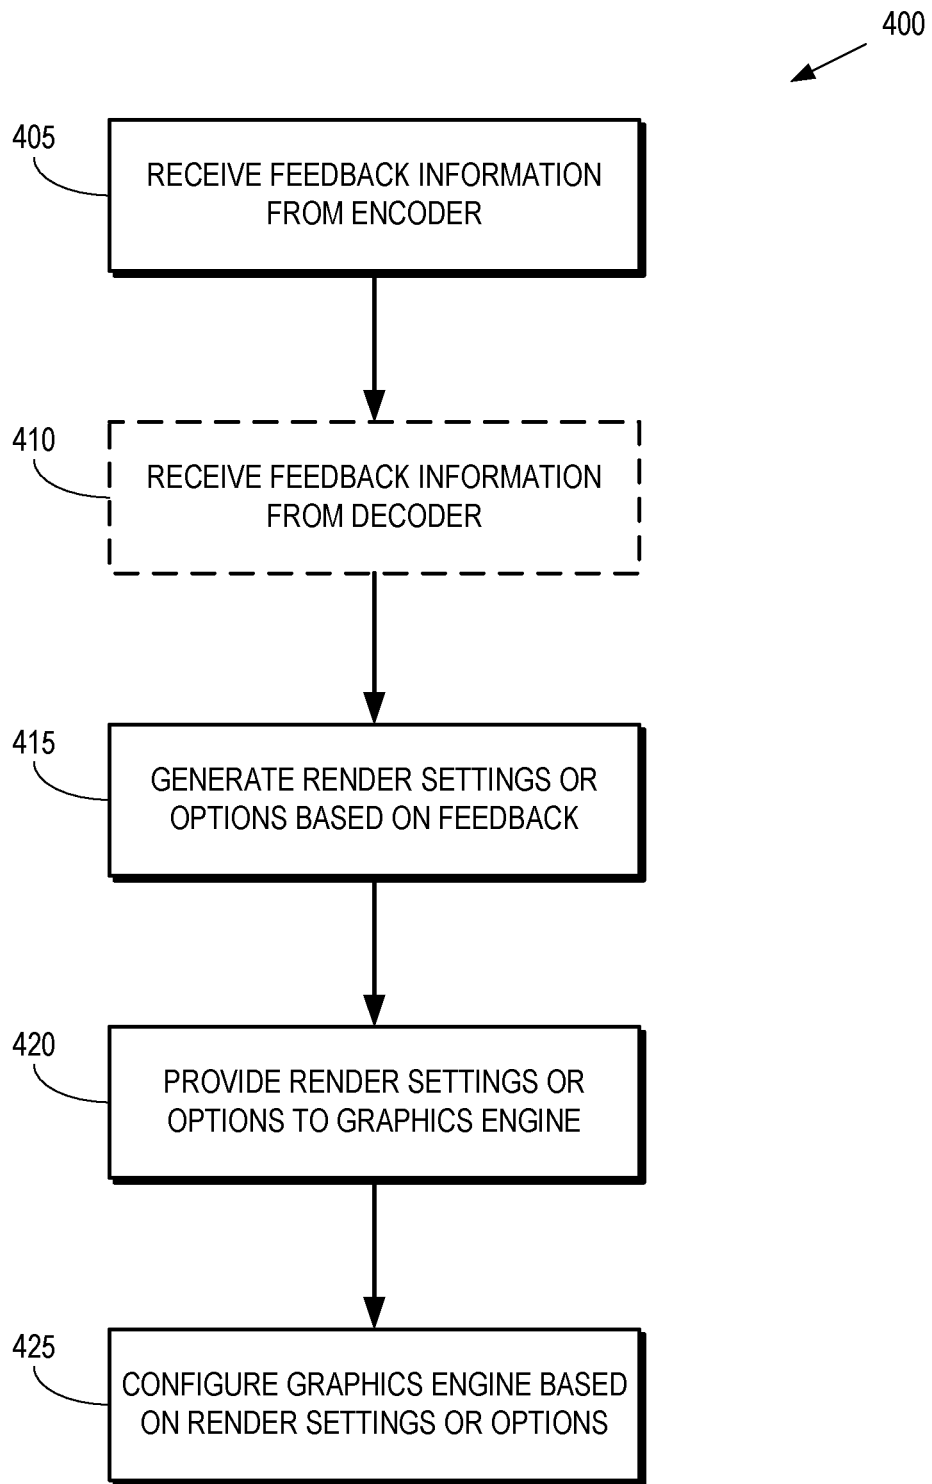 400
405
RECEIVE FEEDBACK INFORMATION
FROM ENCODER
410
RECEIVE FEEDBACK INFORMATION
FROM DECODER
415
GENERATE RENDER SETTINGS OR
OPTIONS BASED ON FEEDBACK
420
PROVIDE RENDER SETTINGS OR
OPTIONS TO GRAPHICS ENGINE
425
CONFIGURE GRAPHICS ENGINE BASED
ON RENDER SETTINGS OR OPTIONS